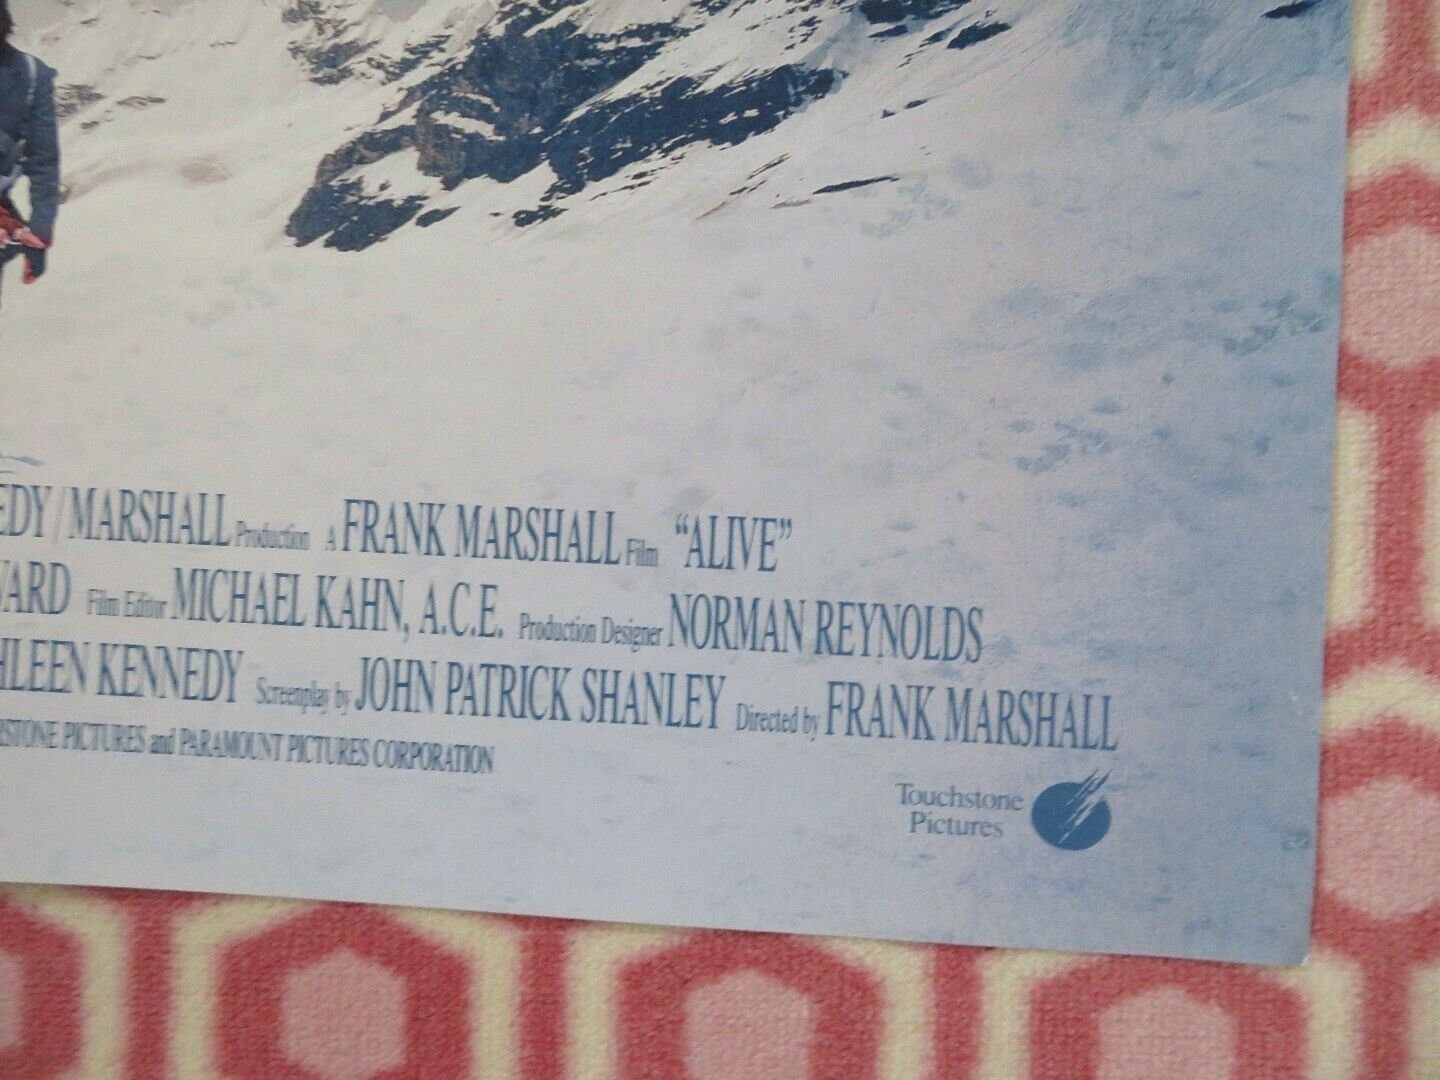 EDY/MARSHALL Production A FRANK MARSHALL Film "ALIVE"
WARD Film Editor MICHAEL KAHN, A.C.E. Production Designer NORMAN REYNOLDS
HLEEN KENNEDY Screenplay by JOHN PATRICK SHANLEY Directed by FRANK MARSHALL
HSTONE PICTURES and PARAMOUNT PICTURES CORPORATION
Touchstone
Pictures